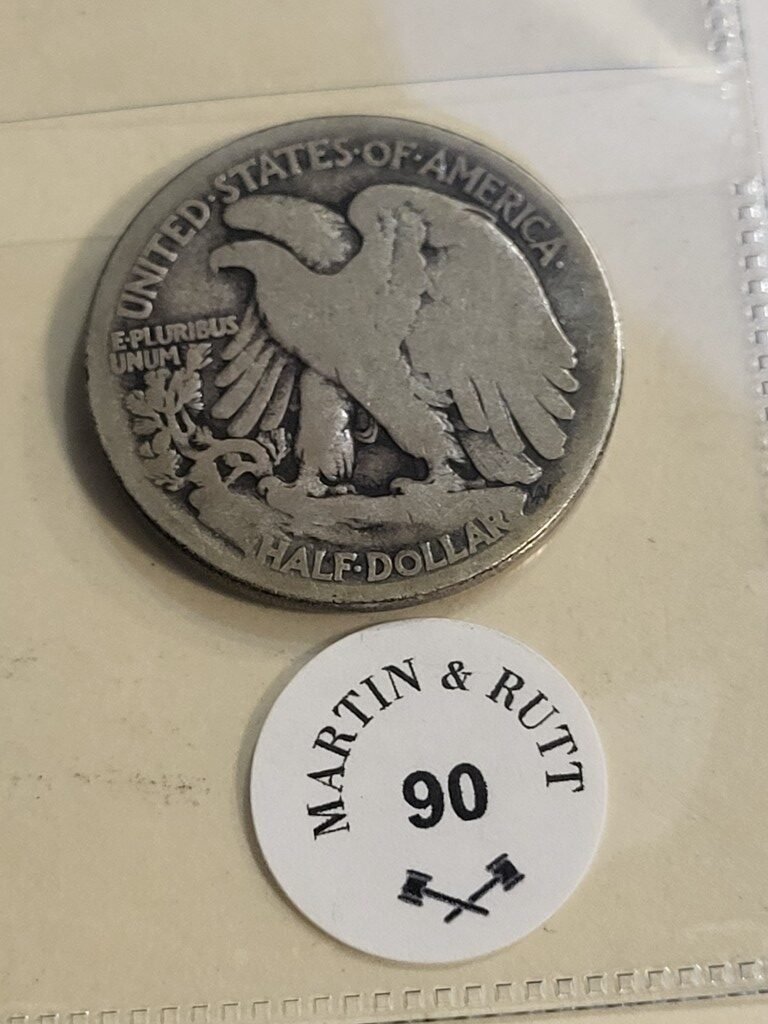 UNITED·STATES·OF·AMERICA·
E·PLURIBUS
UNUM
HALF·DOLLAR
MARTIN & RUTT
90